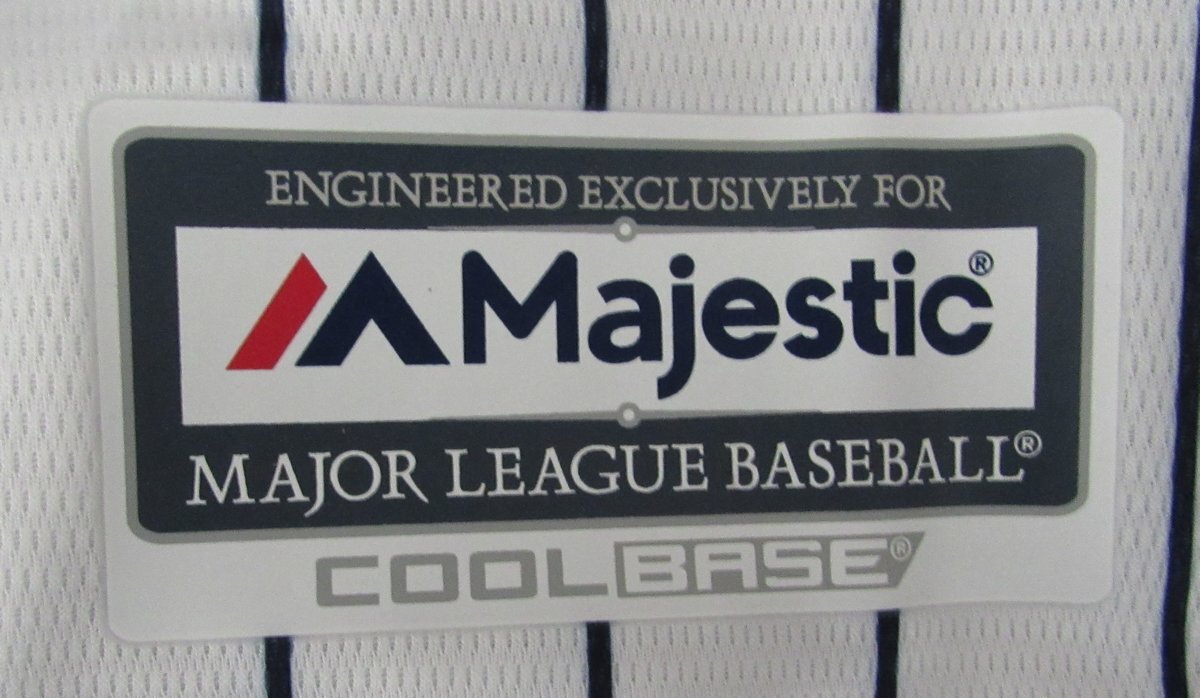 ENGINEERED EXCLUSIVELY FOR
Majestic®
MAJOR LEAGUE BASEBALL®
COOLBASE®